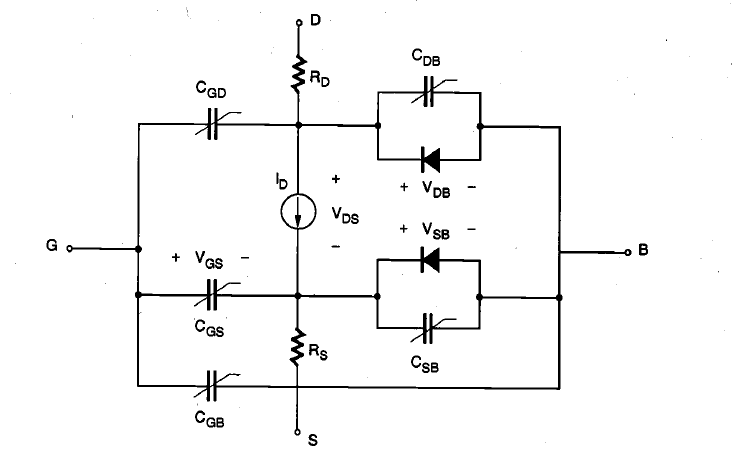 D
C_DB
R_D
C_GD
I_D
+
V_DS
−
+ V_DB −
+ V_SB −
G
B
+ V_GS −
C_GS
R_S
C_SB
C_GB
S